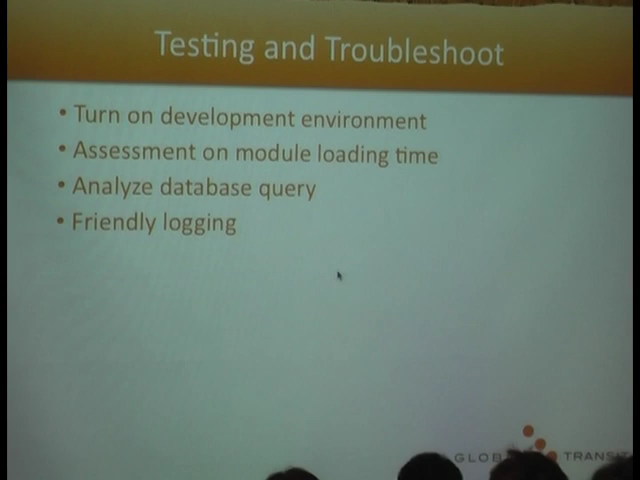 Testing and Troubleshoot
• Turn on development environment
• Assessment on module loading time
• Analyze database query
• Friendly logging